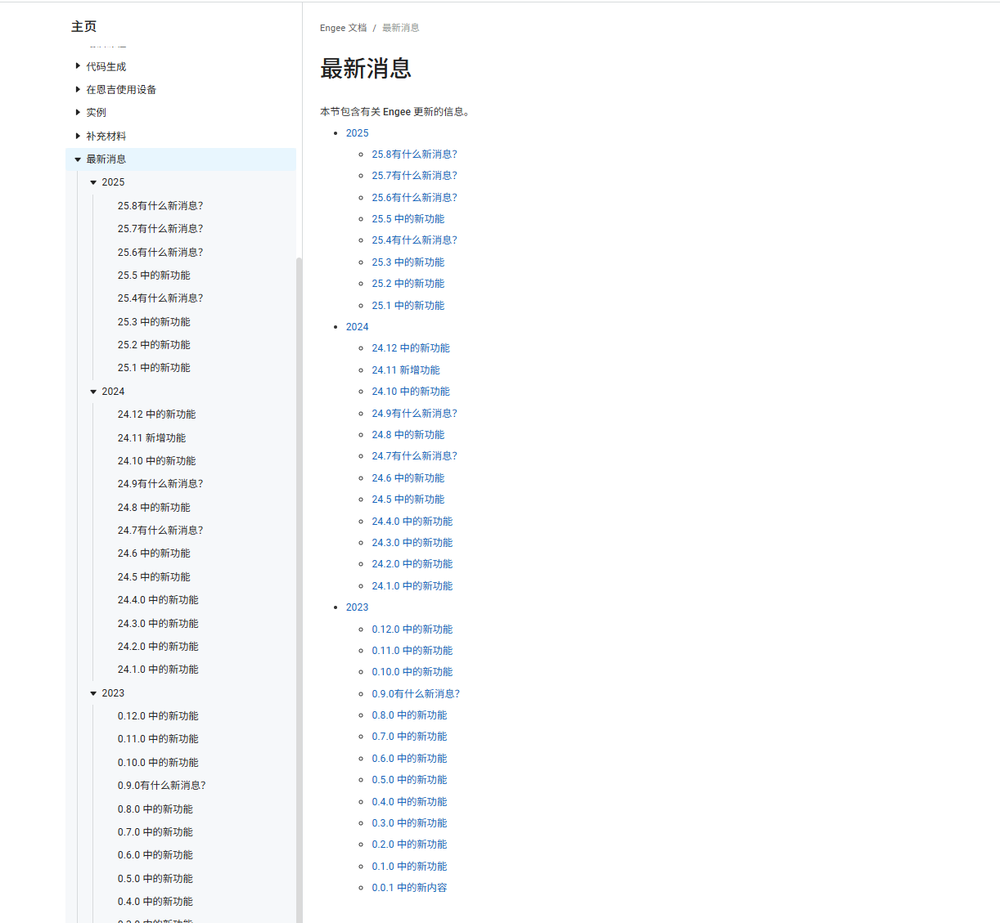 主页
代码生成
在恩吉使用设备
实例
补充材料
最新消息
2025
25.8有什么新消息?
25.7有什么新消息?
25.6有什么新消息?
25.5 中的新功能
25.4有什么新消息?
25.3 中的新功能
25.2 中的新功能
25.1 中的新功能
2024
24.12 中的新功能
24.11 新增功能
24.10 中的新功能
24.9有什么新消息?
24.8 中的新功能
24.7有什么新消息?
24.6 中的新功能
24.5 中的新功能
24.4.0 中的新功能
24.3.0 中的新功能
24.2.0 中的新功能
24.1.0 中的新功能
2023
0.12.0 中的新功能
0.11.0 中的新功能
0.10.0 中的新功能
0.9.0有什么新消息?
0.8.0 中的新功能
0.7.0 中的新功能
0.6.0 中的新功能
0.5.0 中的新功能
0.4.0 中的新功能
Engee 文档 / 最新消息
最新消息
本节包含有关 Engee 更新的信息。
2025
25.8有什么新消息?
25.7有什么新消息?
25.6有什么新消息?
25.5 中的新功能
25.4有什么新消息?
25.3 中的新功能
25.2 中的新功能
25.1 中的新功能
2024
24.12 中的新功能
24.11 新增功能
24.10 中的新功能
24.9有什么新消息?
24.8 中的新功能
24.7有什么新消息?
24.6 中的新功能
24.5 中的新功能
24.4.0 中的新功能
24.3.0 中的新功能
24.2.0 中的新功能
24.1.0 中的新功能
2023
0.12.0 中的新功能
0.11.0 中的新功能
0.10.0 中的新功能
0.9.0有什么新消息?
0.8.0 中的新功能
0.7.0 中的新功能
0.6.0 中的新功能
0.5.0 中的新功能
0.4.0 中的新功能
0.3.0 中的新功能
0.2.0 中的新功能
0.1.0 中的新功能
0.0.1 中的新内容